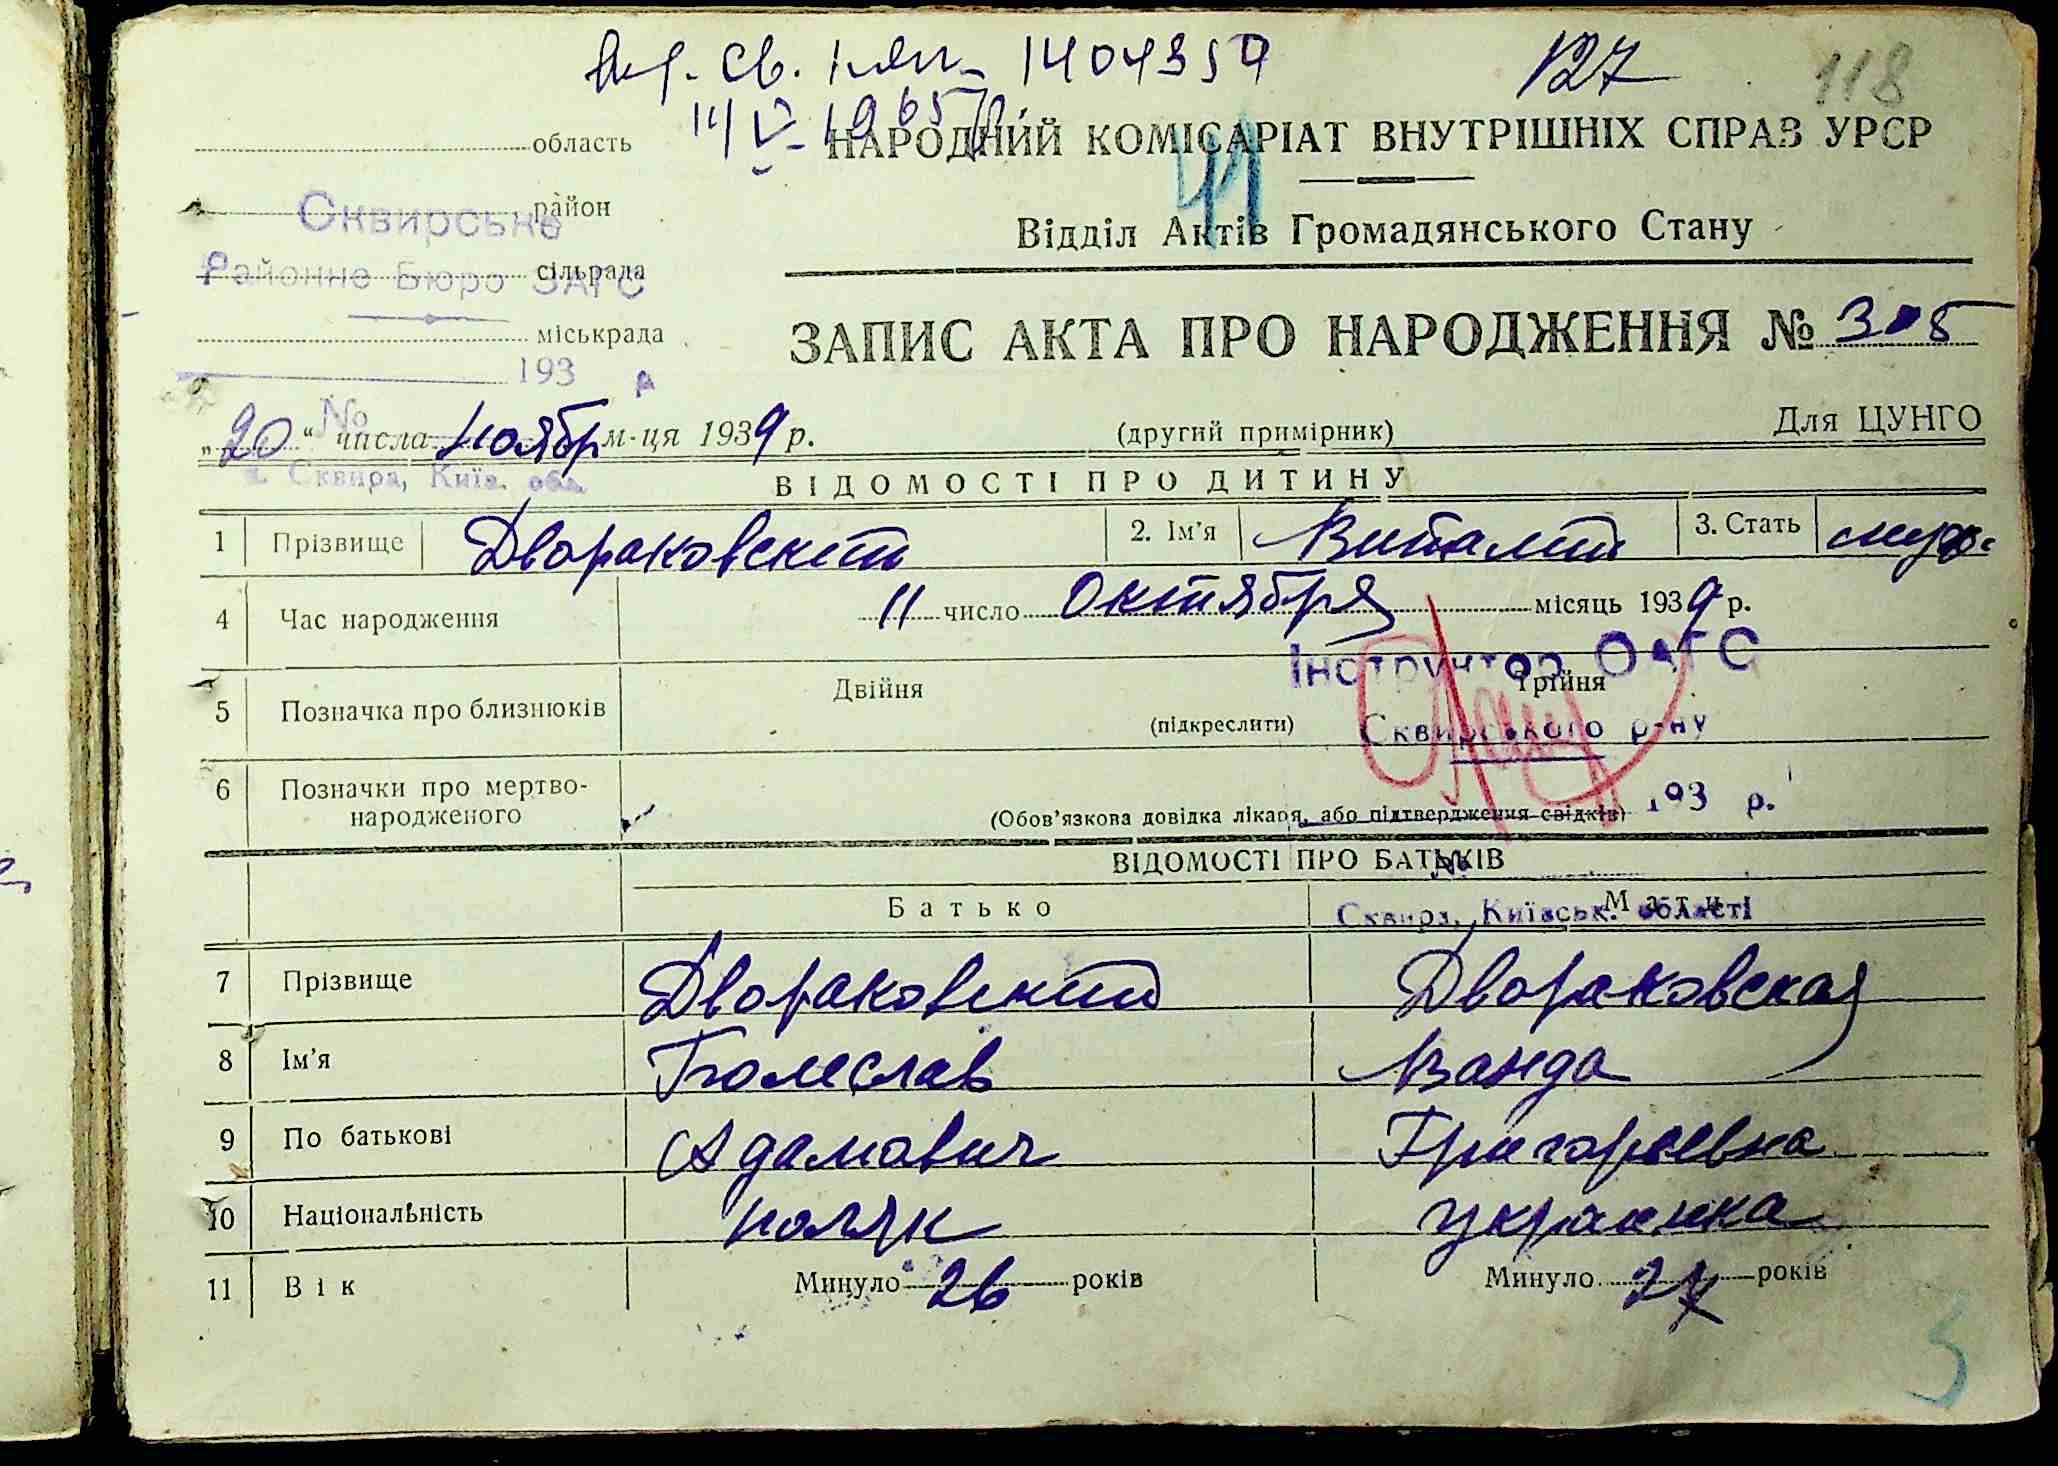 св. 1404354 127 118
14/V-1965 р.
область НАРОДНИЙ КОМІСАРІАТ ВНУТРІШНІХ СПРАВ УРСР
41
район
Сквирське
Відділ Актів Громадянського Стану
сільрада
Районне Бюро ЗАГС
міськрада
ЗАПИС АКТА ПРО НАРОДЖЕННЯ №
193 р
№
„20“ числа ноябр м-ця 1939 р. (другий примірник) Для ЦУНГО
м. Сквира, Київ. обл.
ВІДОМОСТІ ПРО ДИТИНУ
1 Прізвище Двораковский 2. Ім’я Виталий 3. Стать муж.
4 Час народження 11 число Октября місяць 1939 р.
Інструктор ОАГС
5 Позначка про близнюків Двійня (підкреслити) Трійня
Сквирського р-ну
6 Позначки про мертво-
народженого (Обов’язкова довідка лікаря, або підтвердження свідків) 193 р.
ВІДОМОСТІ ПРО БАТЬКІВ
№
Батько Мати
Сквира, Київськ. області
7 Прізвище Двораковский Двораковская
8 Ім’я Болеслав Ванда
9 По батькові Адамович Григорьевна
10 Національність поляк украинка
11 Вік Минуло 26 років Минуло 27 років